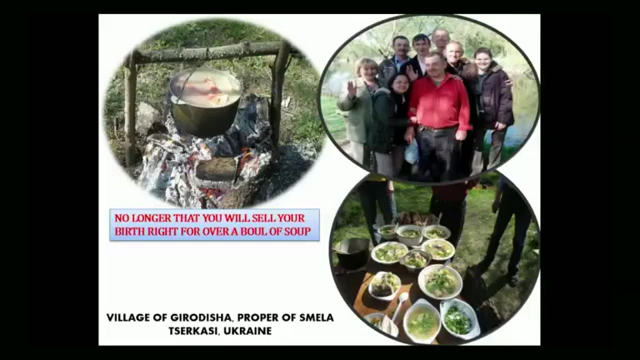 NO LONGER THAT YOU WILL SELL YOUR
BIRTH RIGHT FOR OVER A BOUL OF SOUP
VILLAGE OF GIRODISHA, PROPER OF SMELA
TSERKASI, UKRAINE